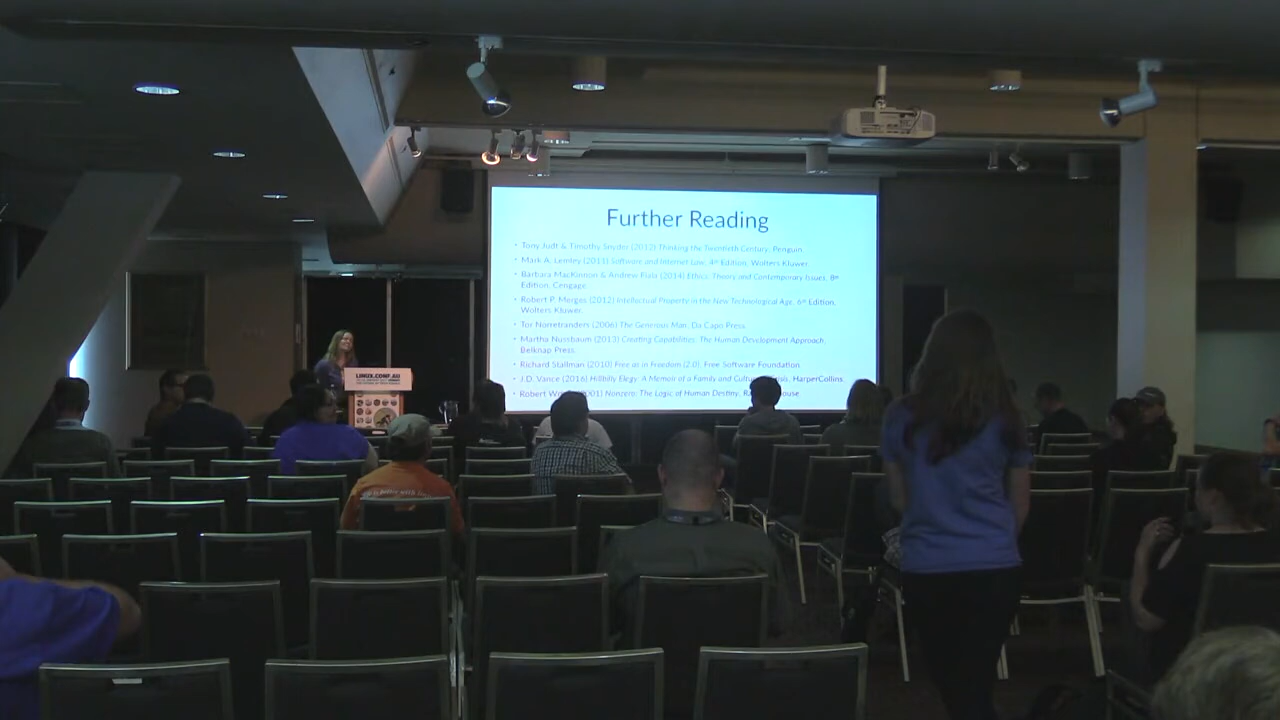 Further Reading
• Tony Judt & Timothy Snyder (2012) Thinking the Twentieth Century, Penguin.
• Mark A. Lemley (2011) Software and Internet Law, 4th Edition, Wolters Kluwer.
• Barbara MacKinnon & Andrew Fiala (2014) Ethics: Theory and Contemporary Issues, 8th
Edition, Cengage.
• Robert P. Merges (2012) Intellectual Property in the New Technological Age, 6th Edition,
Wolters Kluwer.
• Tor Norretranders (2006) The Generous Man, Da Capo Press.
• Martha Nussbaum (2013) Creating Capabilities: The Human Development Approach,
Belknap Press.
• Richard Stallman (2010) Free as in Freedom (2.0), Free Software Foundation.
• J.D. Vance (2016) Hillbilly Elegy: A Memoir of a Family and Culture Crisis, HarperCollins.
• Robert (2001) Nonzero: The Logic of Human Destiny,
LINUX.CONF.AU